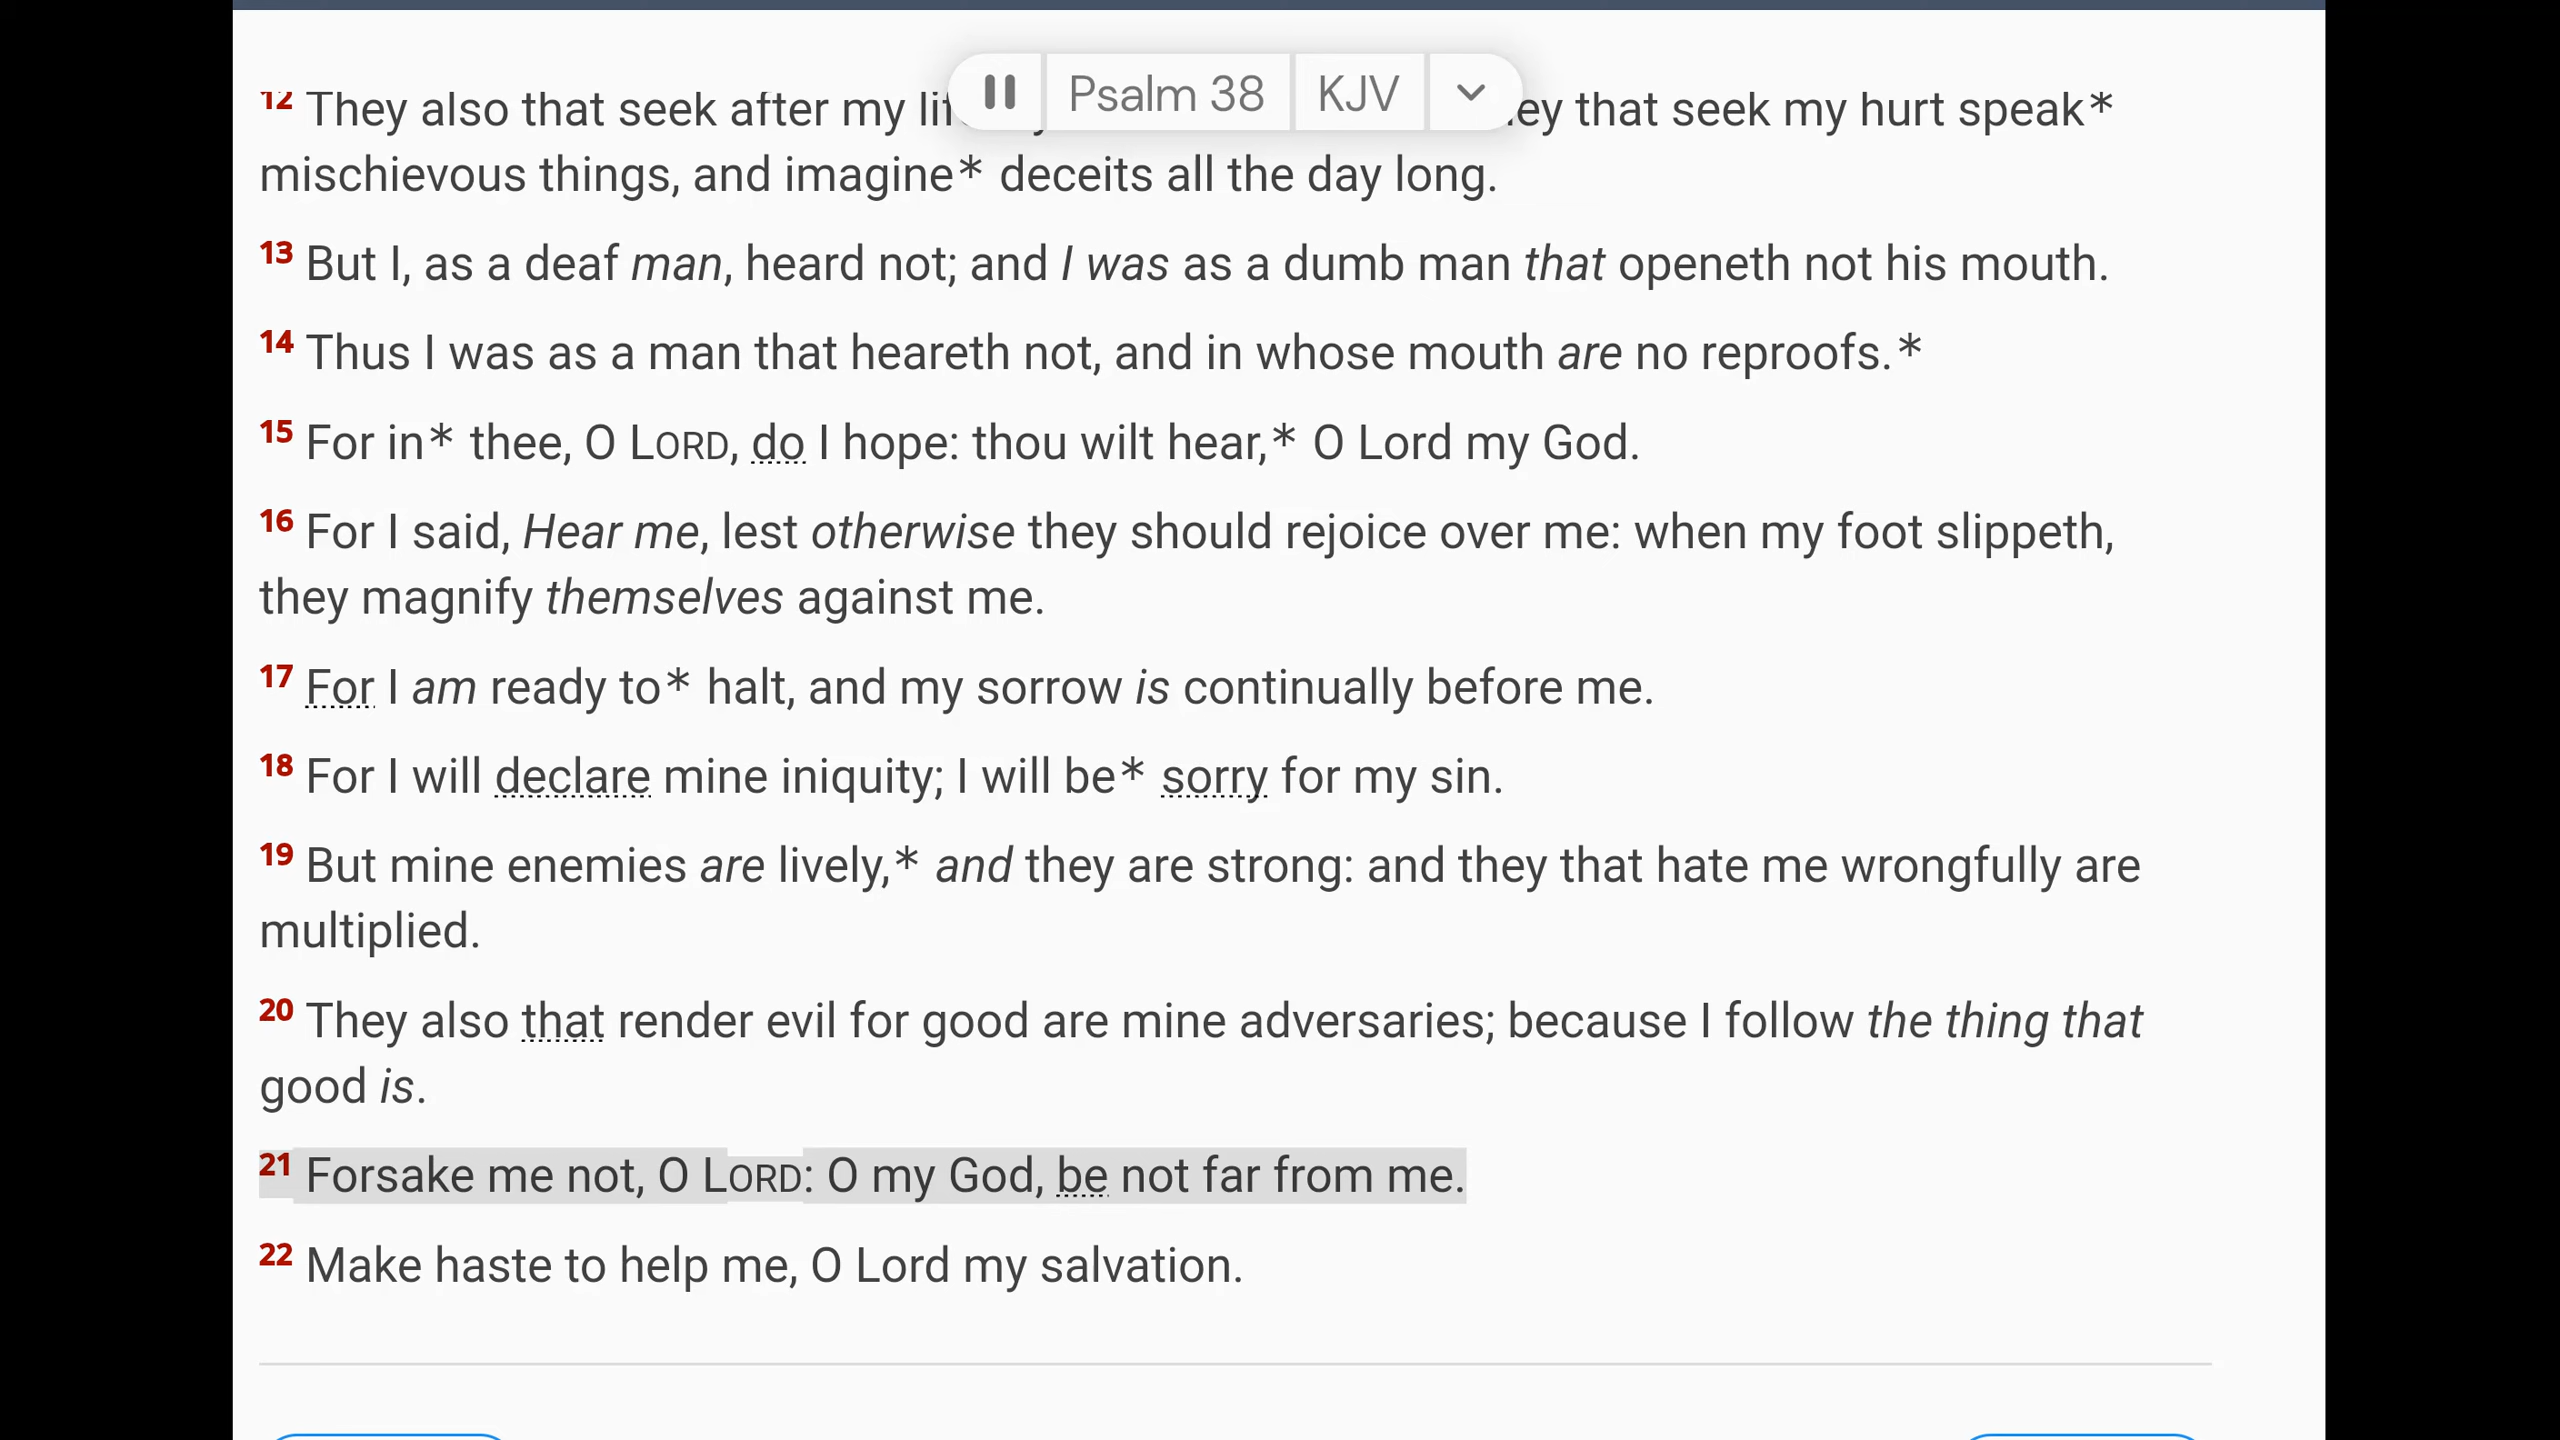 Psalm 38 KJV
12 They also that seek after my that seek my hurt speak*
mischievous things, and imagine* deceits all the day long.
13 But I, as a deaf man, heard not; and I was as a dumb man that openeth not his mouth.
14 Thus I was as a man that heareth not, and in whose mouth are no reproofs.*
15 For in* thee, O LORD, do I hope: thou wilt hear,* O Lord my God.
16 For I said, Hear me, lest otherwise they should rejoice over me: when my foot slippeth,
they magnify themselves against me.
17 For I am ready to* halt, and my sorrow is continually before me.
18 For I will declare mine iniquity; I will be* sorry for my sin.
19 But mine enemies are lively,* and they are strong: and they that hate me wrongfully are
multiplied.
20 They also that render evil for good are mine adversaries; because I follow the thing that
good is.
21 Forsake me not, O LORD: O my God, be not far from me.
22 Make haste to help me, O Lord my salvation.